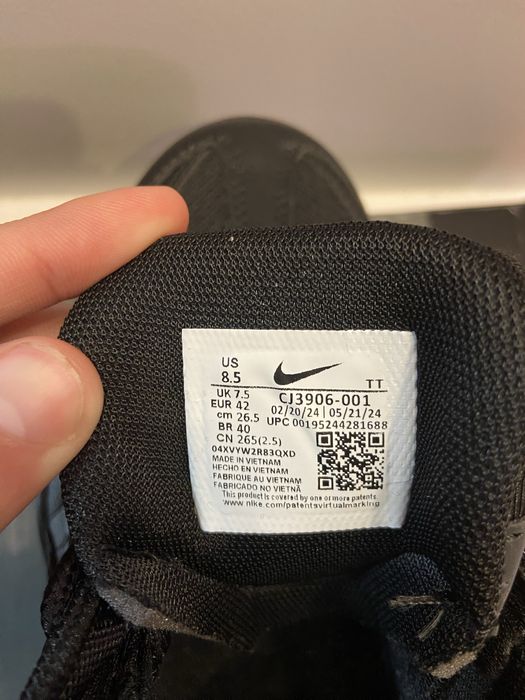 US
8.5
TT
UK 7.5
CJ3906-001
EUR 42
02/20/24 | 05/21/24
cm 26.5
UPC 00195244281688
BR 40
CN 265(2.5)
04XVYW2R83QXD
MADE IN VIETNAM
HECHO EN VIETNAM
FABRIQUE AU VIETNAM
FABRICADO NO VIETNÃ
This product is covered by one or more patents.
www.nike.com/patentsvirtualmarking